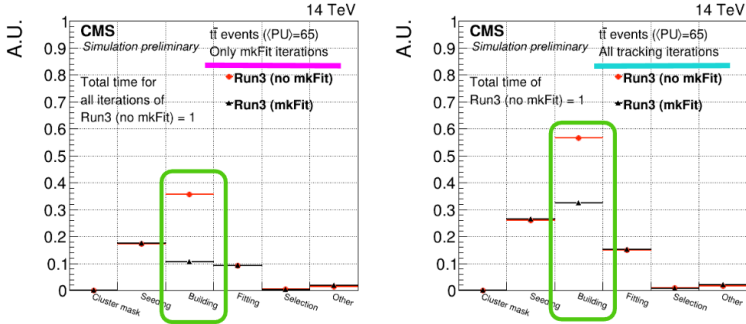 14 TeV
A.U.
CMS
Simulation preliminary
tt̄ events (⟨PU⟩=65)
Only mkFit iterations
Total time for
all iterations of
Run3 (no mkFit) = 1
Run3 (no mkFit)
Run3 (mkFit)
1
0.9
0.8
0.7
0.6
0.5
0.4
0.3
0.2
0.1
0
Cluster mask
Seeding
Building
Fitting
Selection
Other
14 TeV
A.U.
CMS
Simulation preliminary
tt̄ events (⟨PU⟩=65)
All tracking iterations
Total time of
Run3 (no mkFit) = 1
Run3 (no mkFit)
Run3 (mkFit)
1
0.9
0.8
0.7
0.6
0.5
0.4
0.3
0.2
0.1
0
Cluster mask
Seeding
Building
Fitting
Selection
Other